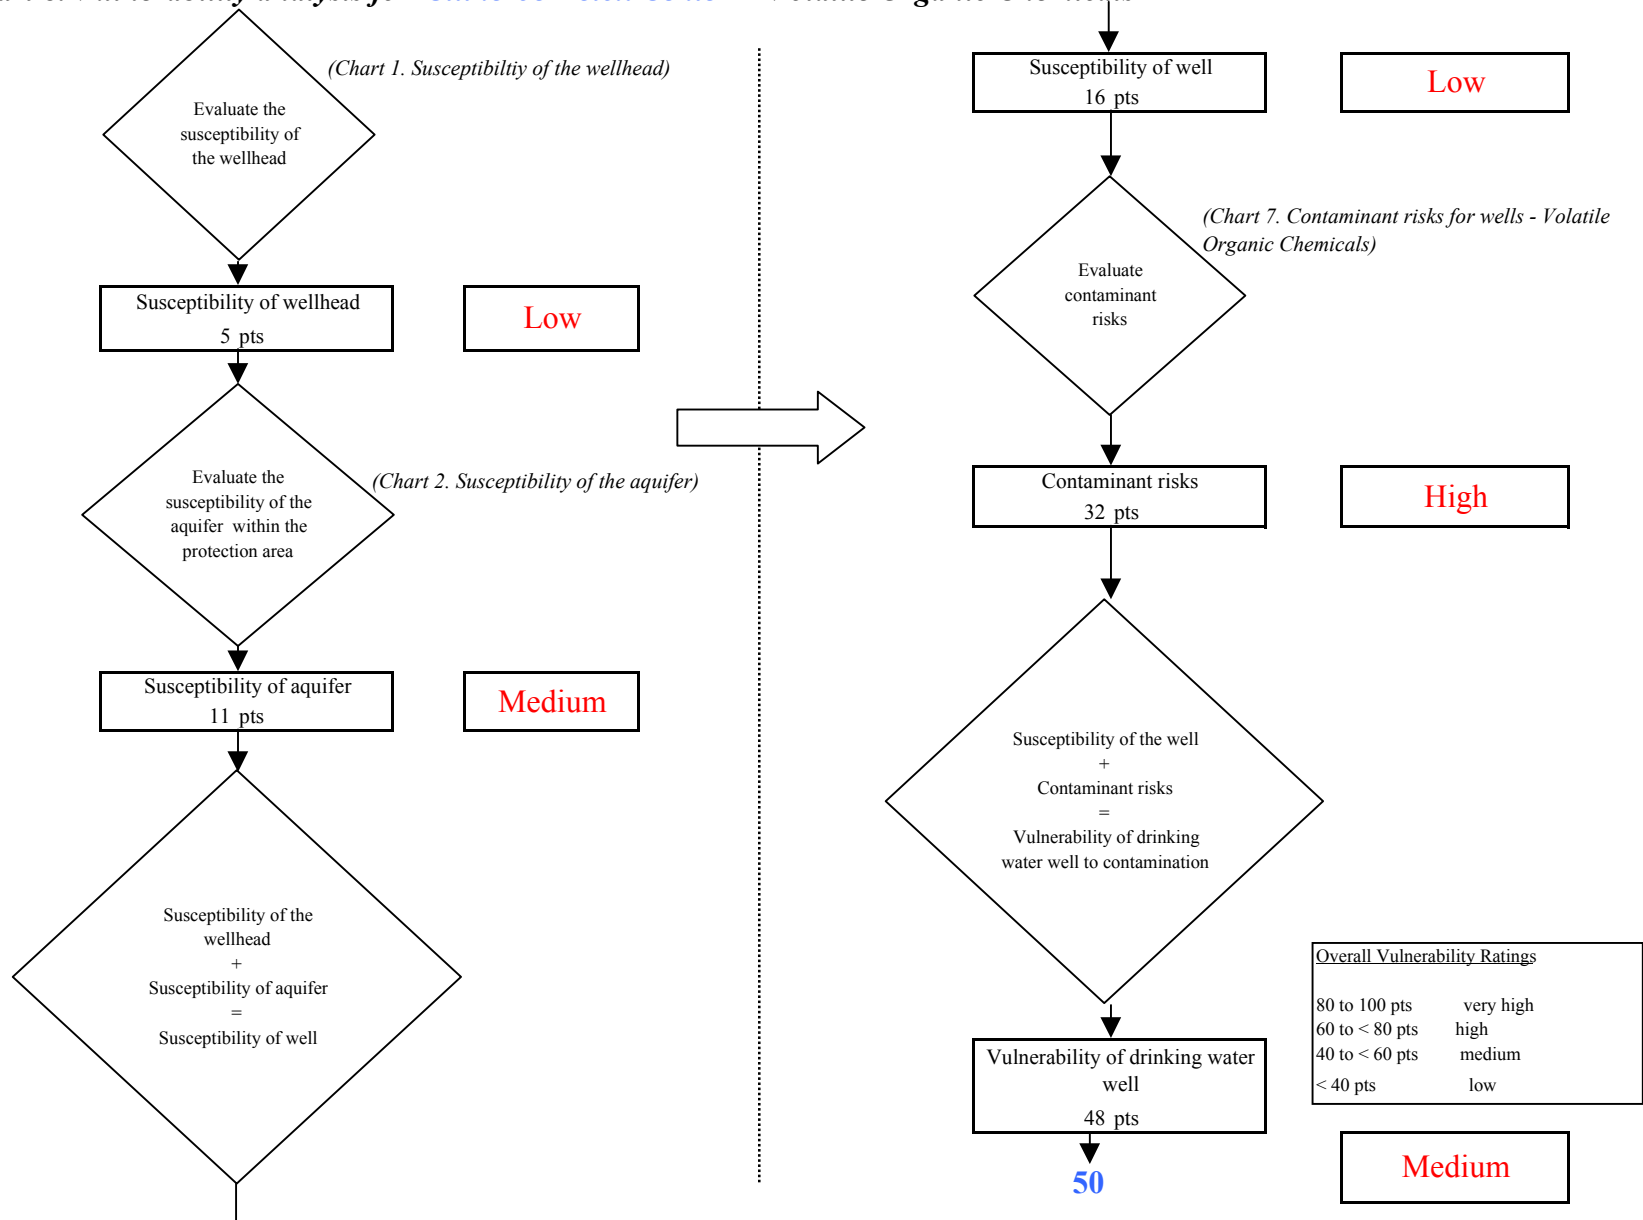 (Chart 1. Susceptibiltiy of the wellhead)
Evaluate the
susceptibility of
the wellhead
Susceptibility of wellhead
5 pts
Low
Evaluate the
susceptibility of the
aquifer within the
protection area
(Chart 2. Susceptibility of the aquifer)
Susceptibility of aquifer
11 pts
Medium
Susceptibility of the
wellhead
+
Susceptibility of aquifer
=
Susceptibility of well
Susceptibility of well
16 pts
Low
(Chart 7. Contaminant risks for wells - Volatile
Organic Chemicals)
Evaluate
contaminant
risks
Contaminant risks
32 pts
High
Susceptibility of the well
+
Contaminant risks
=
Vulnerability of drinking
water well to contamination
Vulnerability of drinking water
well
48 pts
50
Overall Vulnerability Ratings
80 to 100 pts very high
60 to < 80 pts high
40 to < 60 pts medium
< 40 pts low
Medium